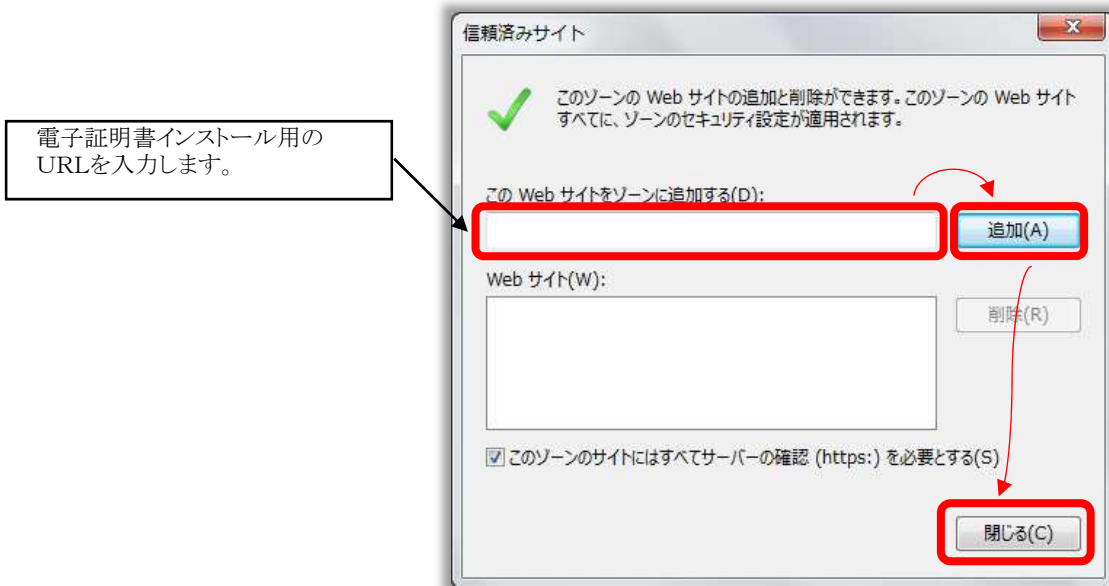 信頼済みサイト
このゾーンの Web サイトの追加と削除ができます。このゾーンの Web サイト
すべてに、ゾーンのセキュリティ設定が適用されます。
電子証明書インストール用の
URLを入力します。
この Web サイトをゾーンに追加する(D):
追加(A)
Web サイト(W):
削除(R)
このゾーンのサイトにはすべてサーバーの確認 (https:) を必要とする(S)
閉じる(C)